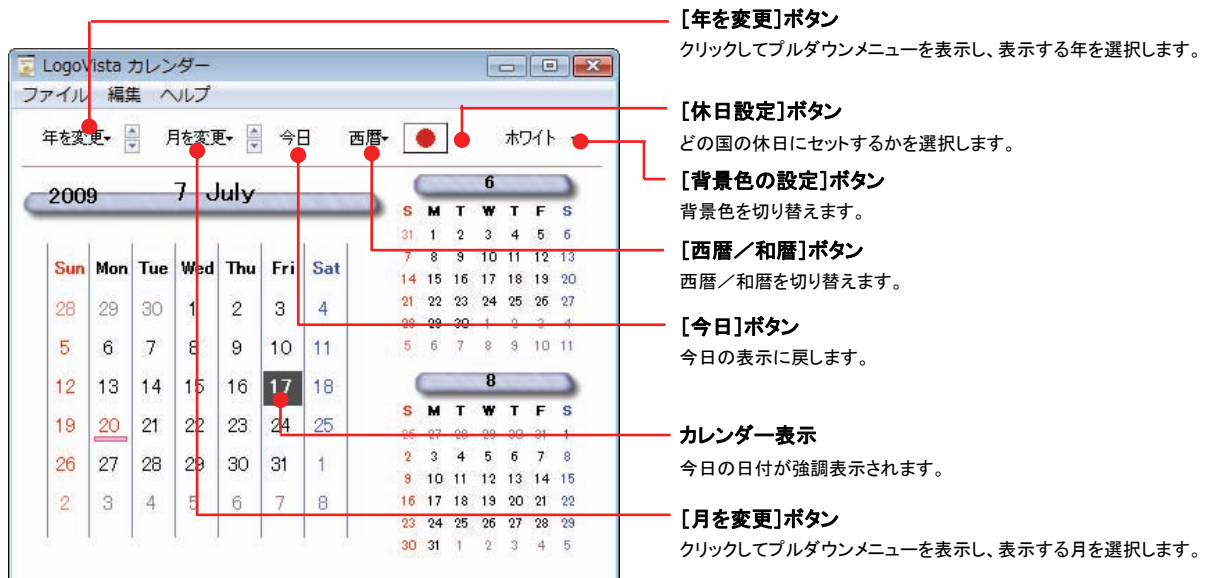 [年を変更]ボタン
クリックしてプルダウンメニューを表示し、表示する年を選択します。
[休日設定]ボタン
どの国の休日にセットするかを選択します。
[背景色の設定]ボタン
背景色を切り替えます。
[西暦／和暦]ボタン
西暦／和暦を切り替えます。
[今日]ボタン
今日の表示に戻します。
カレンダー表示
今日の日付が強調表示されます。
[月を変更]ボタン
クリックしてプルダウンメニューを表示し、表示する月を選択します。
LogoVista カレンダー
ファイル 編集 ヘルプ
年を変更 月を変更 今日 西暦 ホワイト
2009 7 July
Sun Mon Tue Wed Thu Fri Sat
28 29 30 1 2 3 4
5 6 7 8 9 10 11
12 13 14 15 16 17 18
19 20 21 22 23 24 25
26 27 28 29 30 31 1
2 3 4 5 6 7 8
6
S M T W T F S
31 1 2 3 4 5 6
7 8 9 10 11 12 13
14 15 16 17 18 19 20
21 22 23 24 25 26 27
28 29 30 1 2 3 4
5 6 7 8 9 10 11
8
S M T W T F S
26 27 28 29 30 31 1
2 3 4 5 6 7 8
9 10 11 12 13 14 15
16 17 18 19 20 21 22
23 24 25 26 27 28 29
30 31 1 2 3 4 5